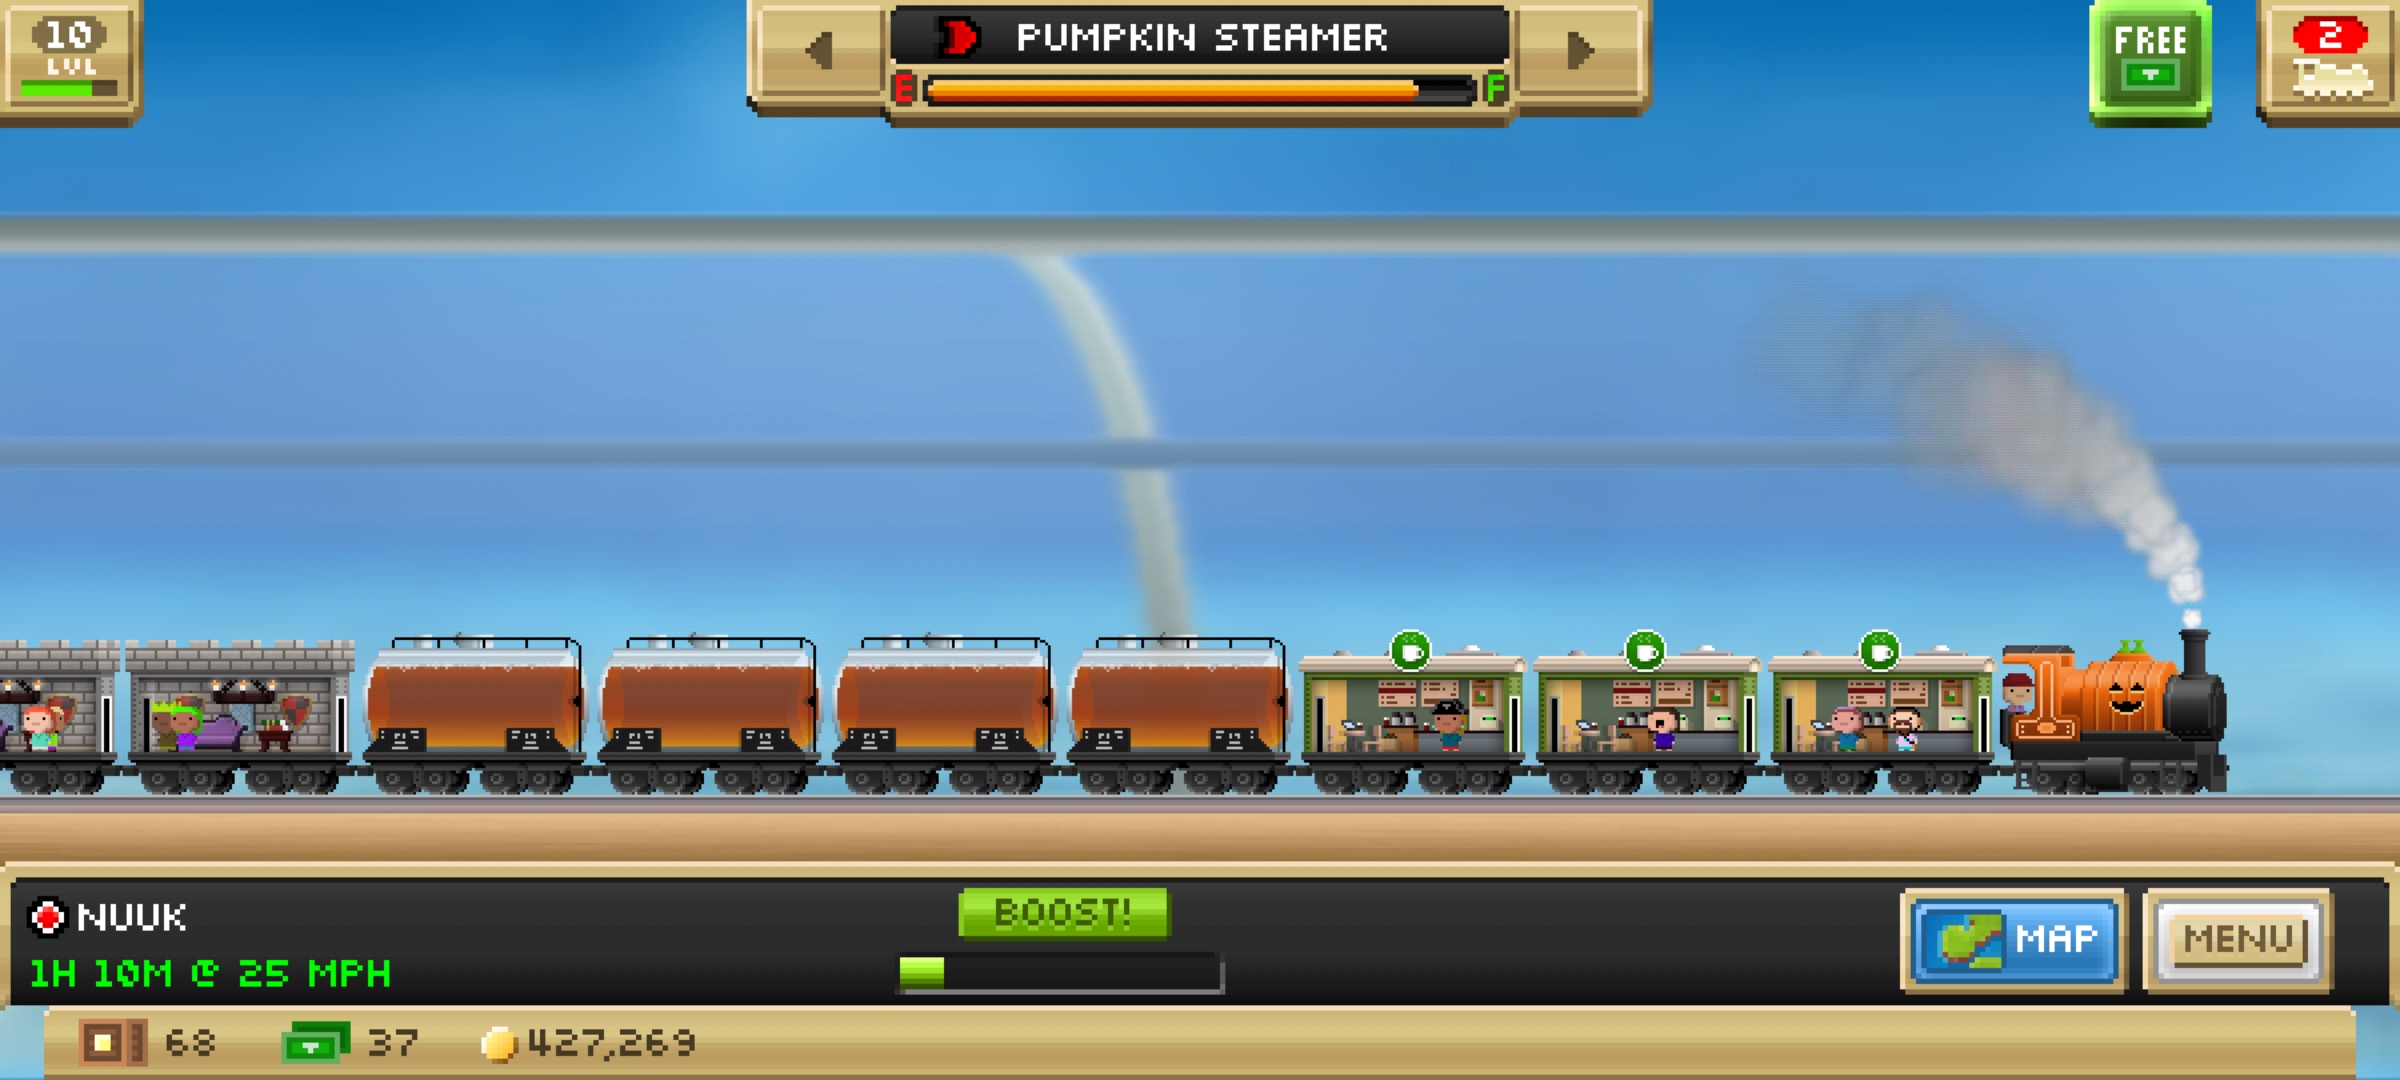 10
LVL
PUMPKIN STEAMER
E F
FREE
2
NUUK
1H 10M @ 25 MPH
BOOST!
MAP
MENU
68 37 427,269